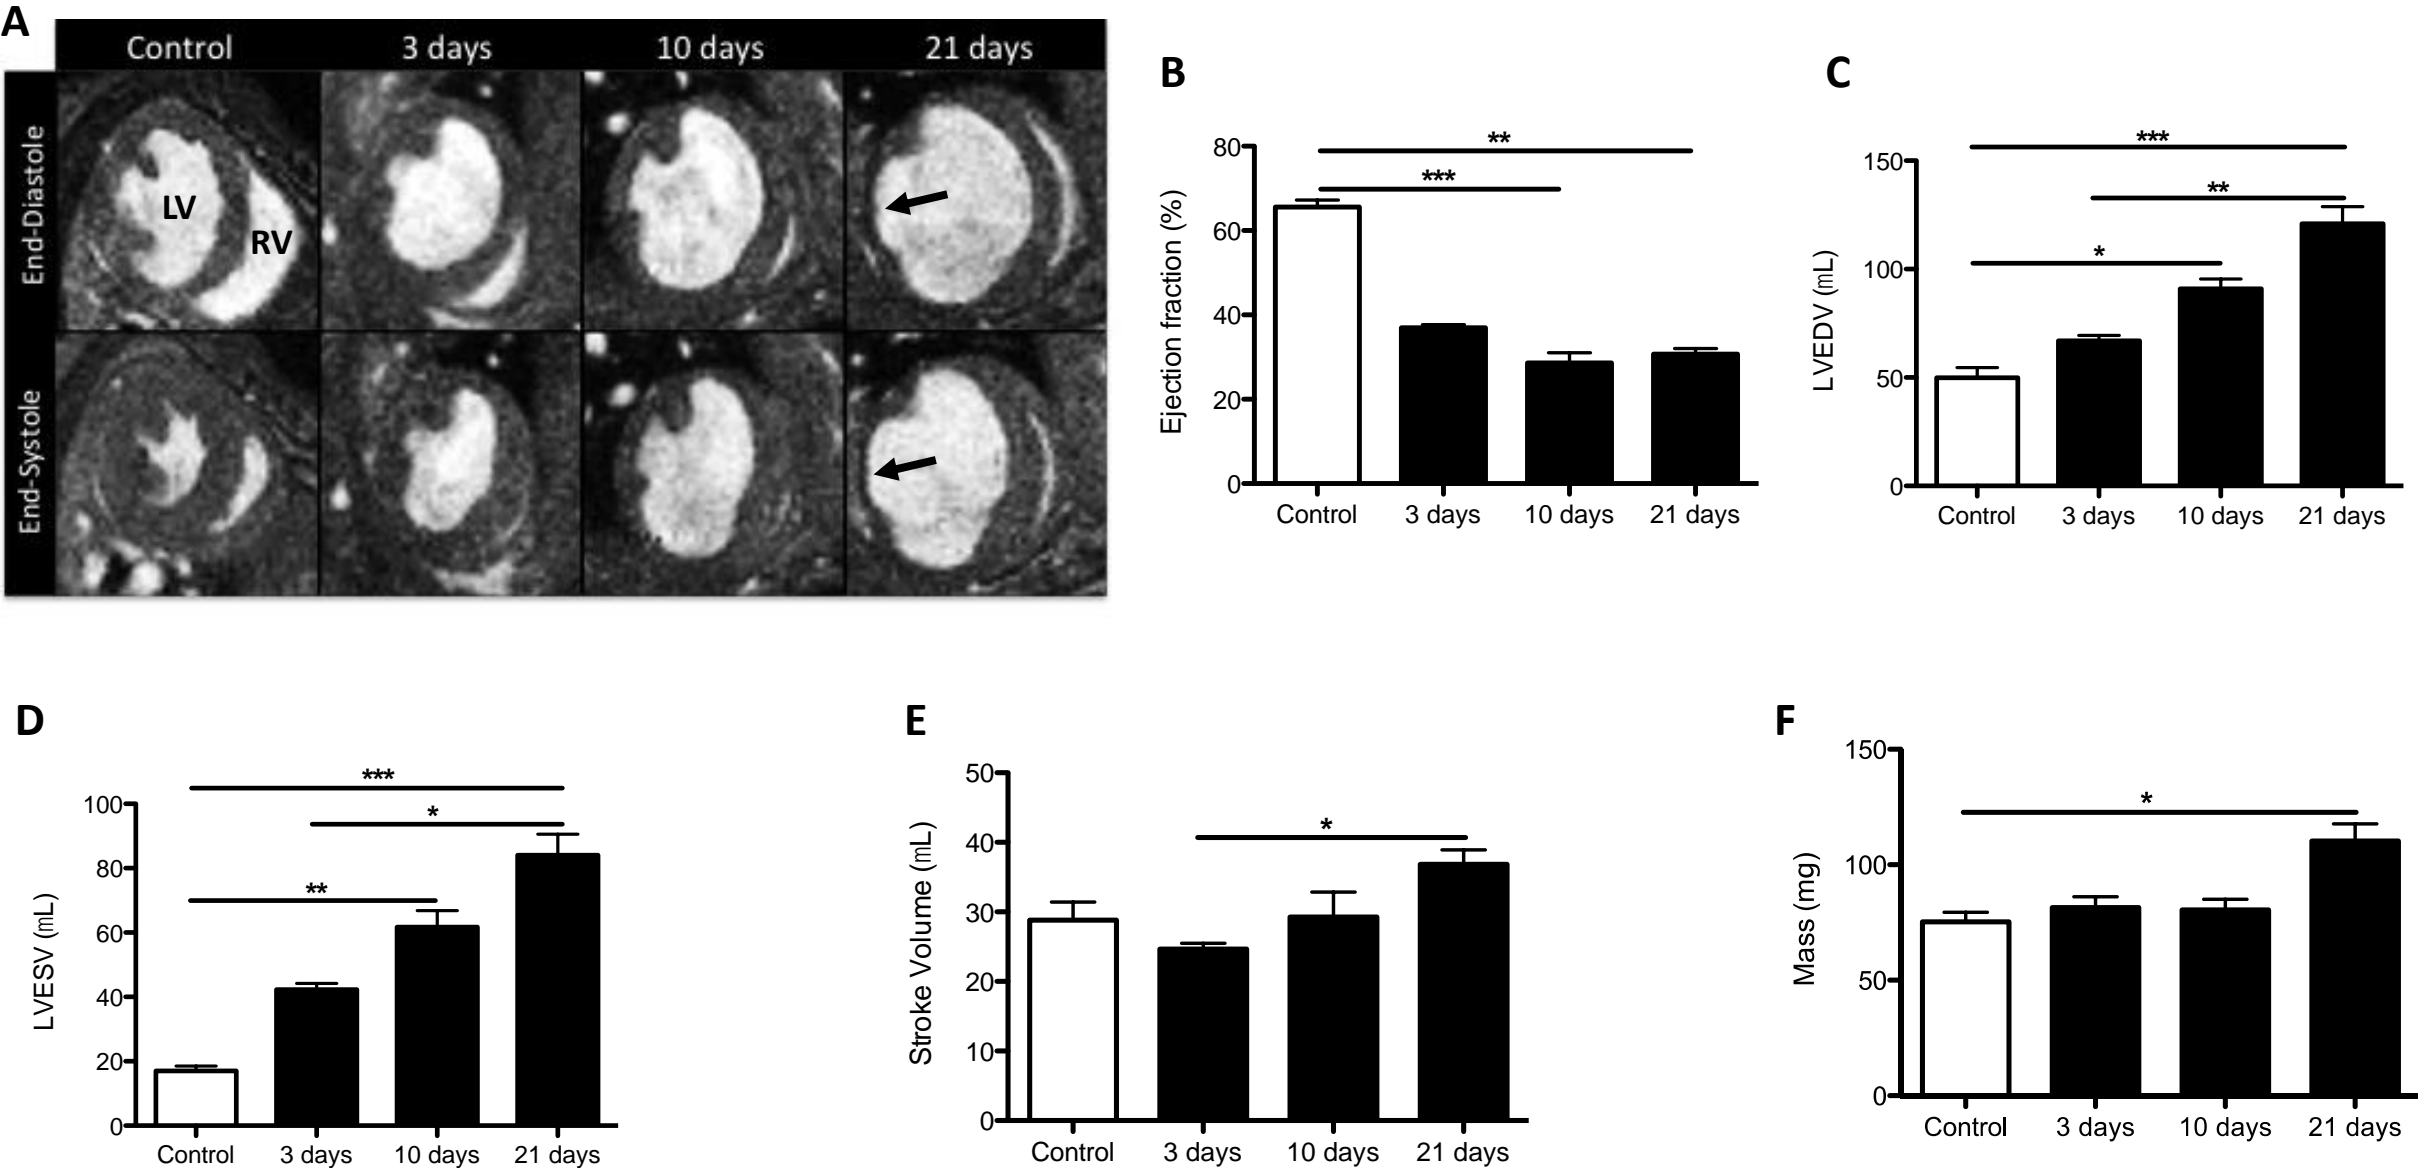 A
Control 3 days 10 days 21 days
End-Diastole
LV
RV
End-Systole
B
Ejection fraction (%)
80
60
40
20
0
**
***
Control 3 days 10 days 21 days
C
LVEDV (mL)
150
100
50
0
***
**
*
Control 3 days 10 days 21 days
D
LVESV (mL)
100
80
60
40
20
0
***
*
**
Control 3 days 10 days 21 days
E
Stroke Volume (mL)
50
40
30
20
10
0
*
Control 3 days 10 days 21 days
F
Mass (mg)
150
100
50
0
*
Control 3 days 10 days 21 days